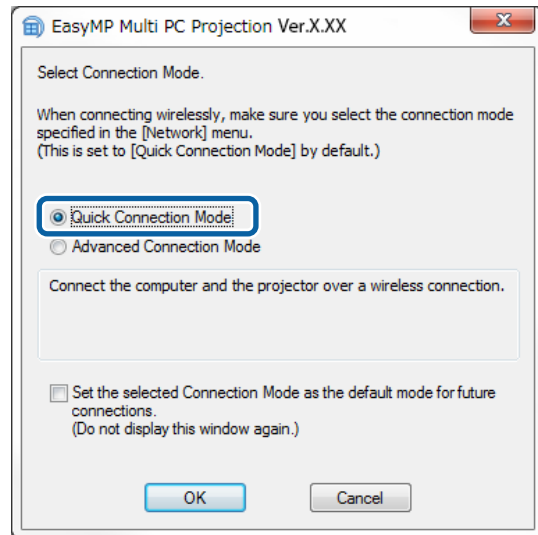 EasyMP Multi PC Projection Ver.X.XX
Select Connection Mode.
When connecting wirelessly, make sure you select the connection mode
specified in the [Network] menu.
(This is set to [Quick Connection Mode] by default.)
Quick Connection Mode
Advanced Connection Mode
Connect the computer and the projector over a wireless connection.
Set the selected Connection Mode as the default mode for future
connections.
(Do not display this window again.)
OK Cancel